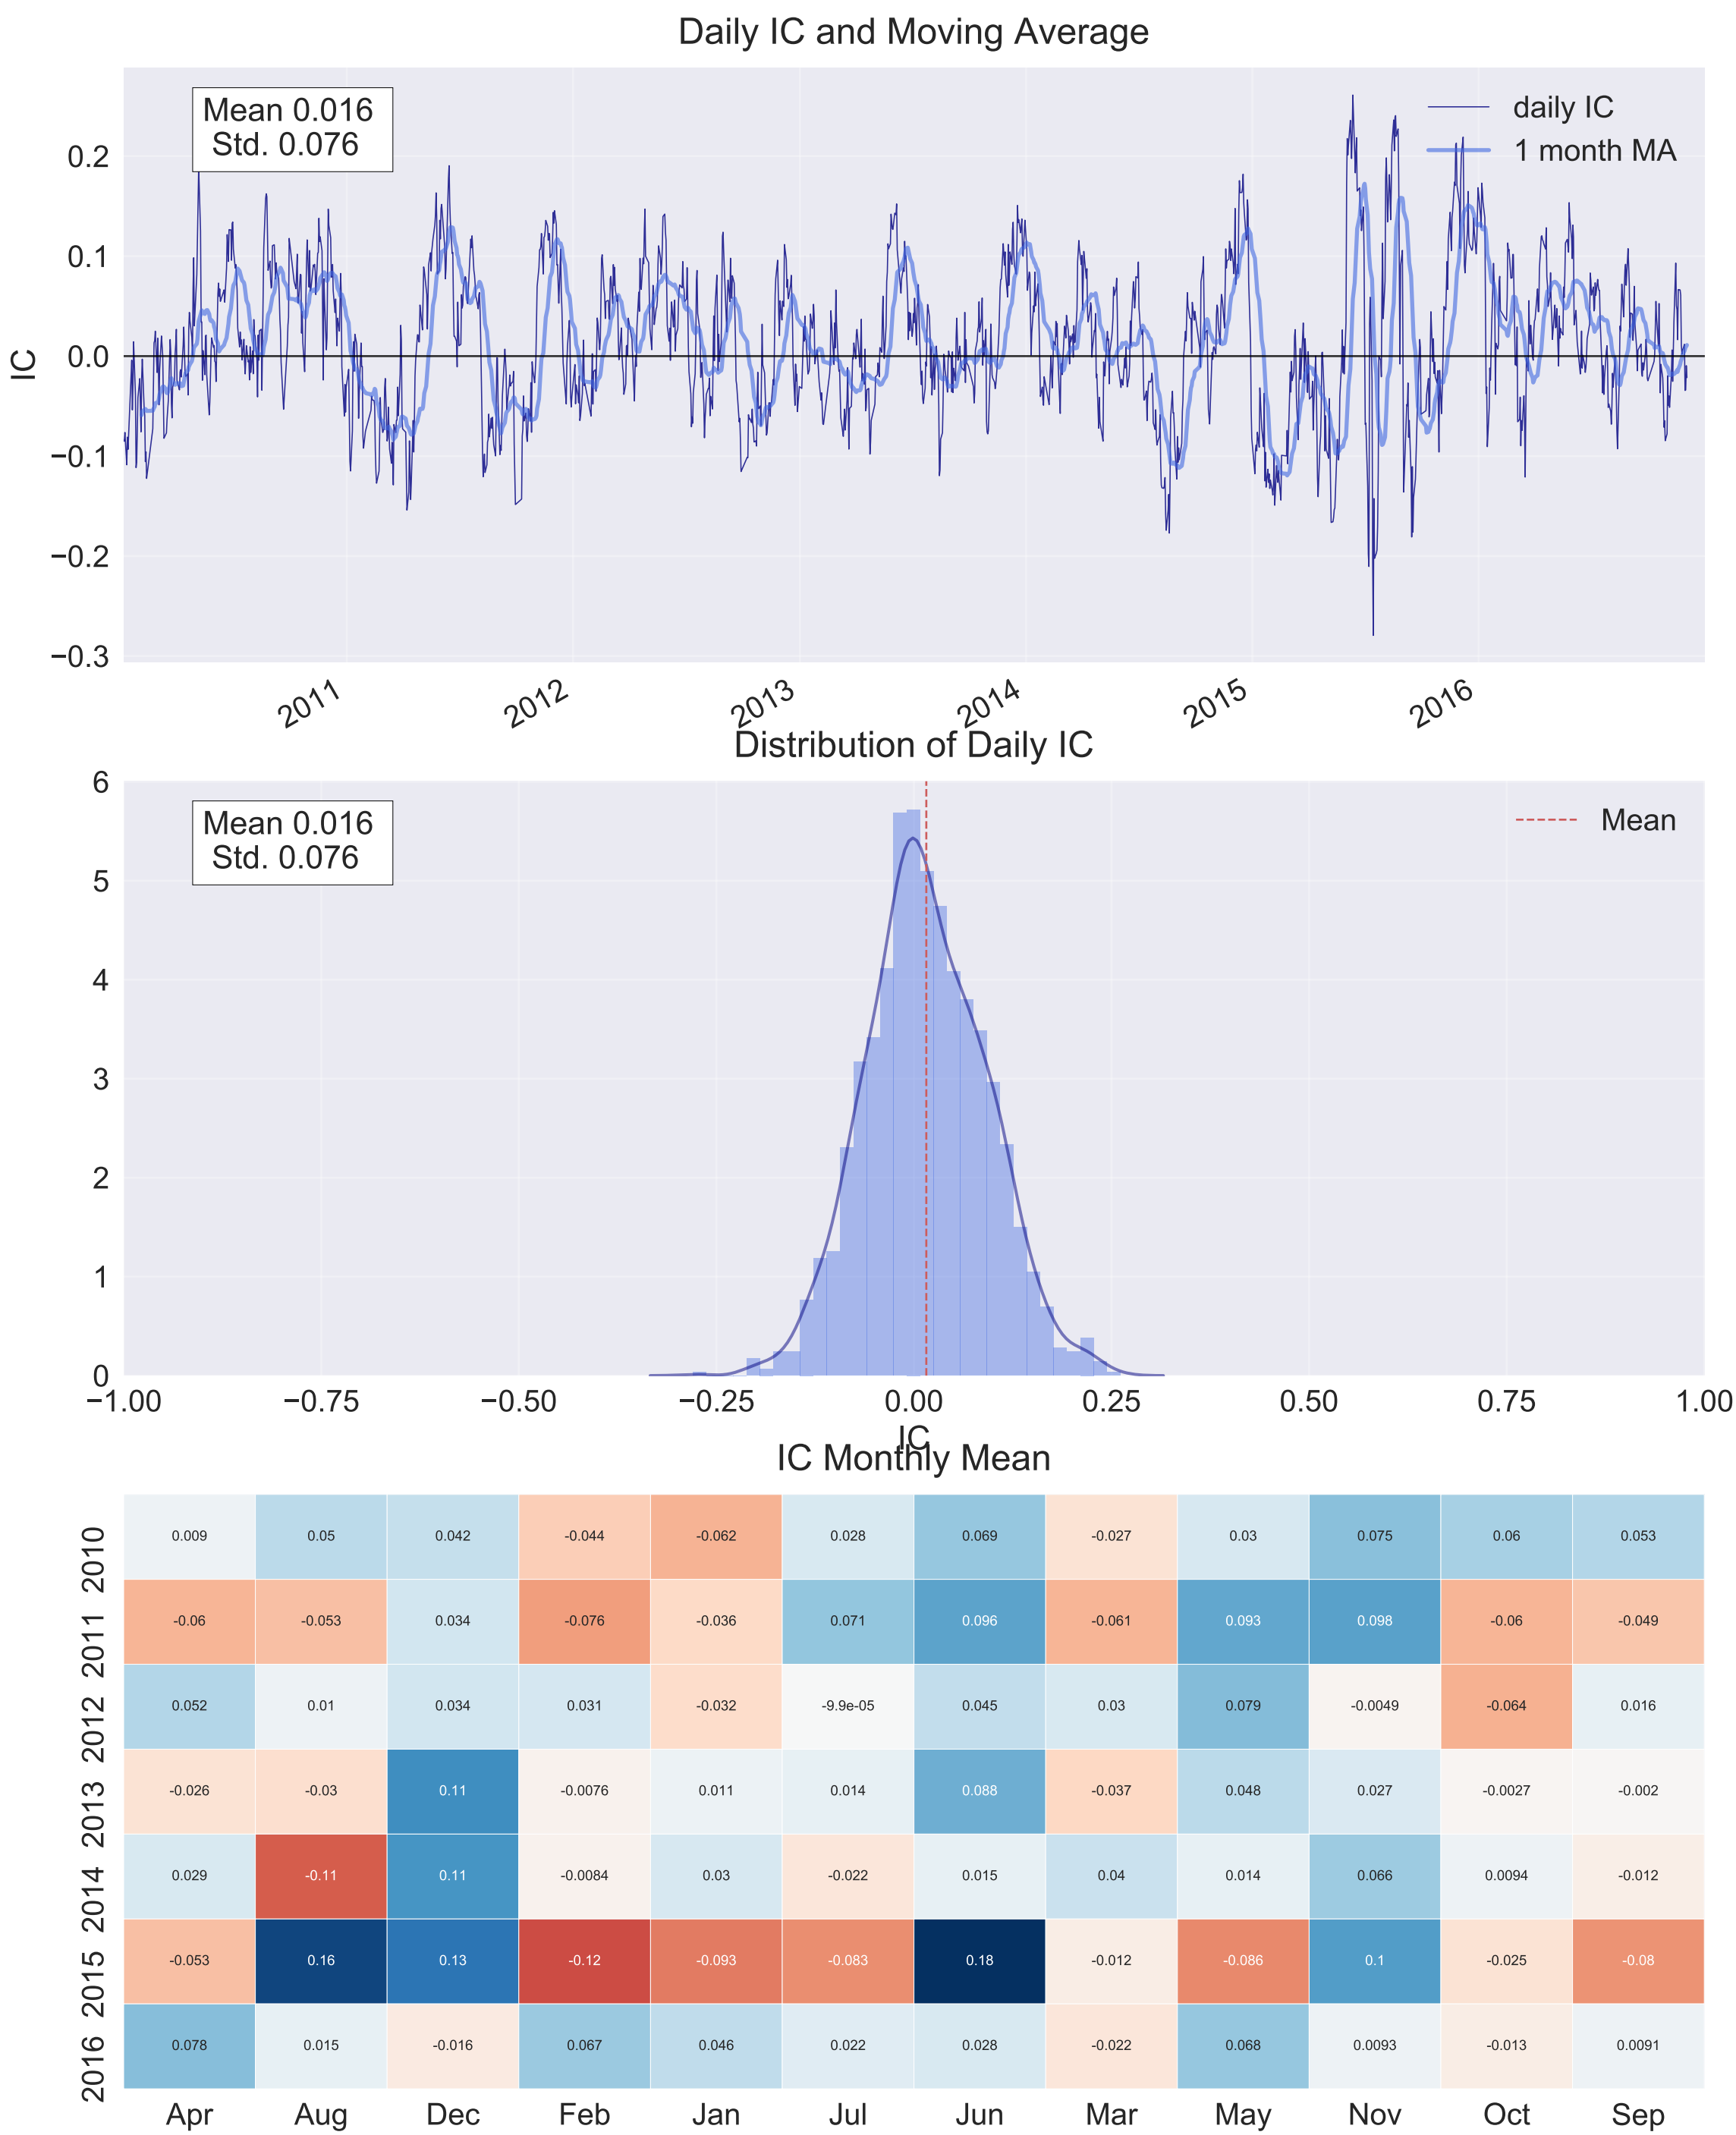 Daily IC and Moving Average
Mean 0.016
Std. 0.076
daily IC
1 month MA
IC
0.2
0.1
0.0
−0.1
−0.2
−0.3
2011 2012 2013 2014 2015 2016
Distribution of Daily IC
Mean 0.016
Std. 0.076
Mean
6
5
4
3
2
1
0
−1.00 −0.75 −0.50 −0.25 0.00 0.25 0.50 0.75 1.00
IC
IC Monthly Mean
2010 0.009 0.05 0.042 -0.044 -0.062 0.028 0.069 -0.027 0.03 0.075 0.06 0.053
2011 -0.06 -0.053 0.034 -0.076 -0.036 0.071 0.096 -0.061 0.093 0.098 -0.06 -0.049
2012 0.052 0.01 0.034 0.031 -0.032 -9.9e-05 0.045 0.03 0.079 -0.0049 -0.064 0.016
2013 -0.026 -0.03 0.11 -0.0076 0.011 0.014 0.088 -0.037 0.048 0.027 -0.0027 -0.002
2014 0.029 -0.11 0.11 -0.0084 0.03 -0.022 0.015 0.04 0.014 0.066 0.0094 -0.012
2015 -0.053 0.16 0.13 -0.12 -0.093 -0.083 0.18 -0.012 -0.086 0.1 -0.025 -0.08
2016 0.078 0.015 -0.016 0.067 0.046 0.022 0.028 -0.022 0.068 0.0093 -0.013 0.0091
Apr Aug Dec Feb Jan Jul Jun Mar May Nov Oct Sep